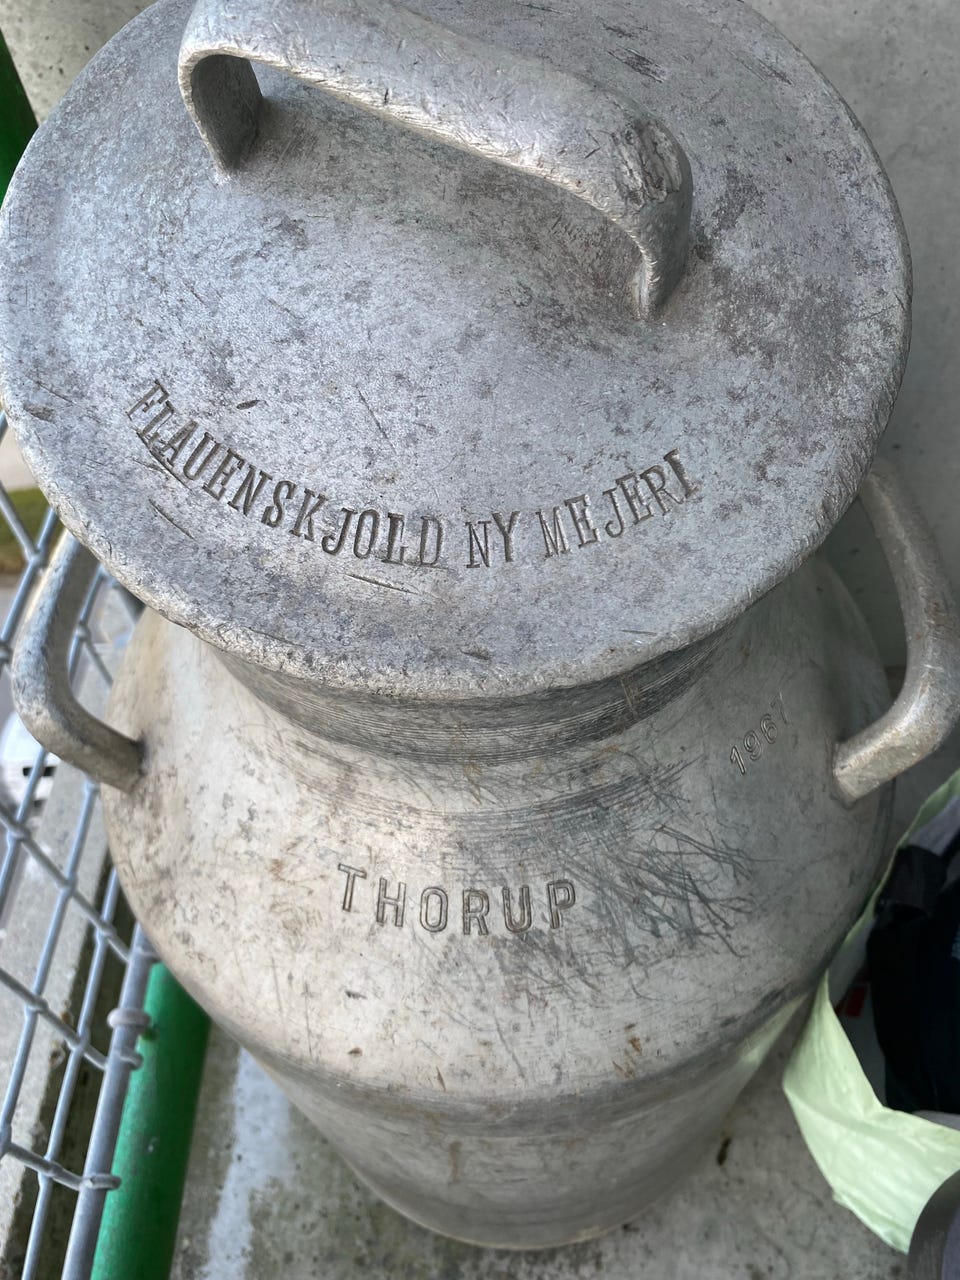 FLAUENSKJOLD NY MEJERI
1967
THORUP